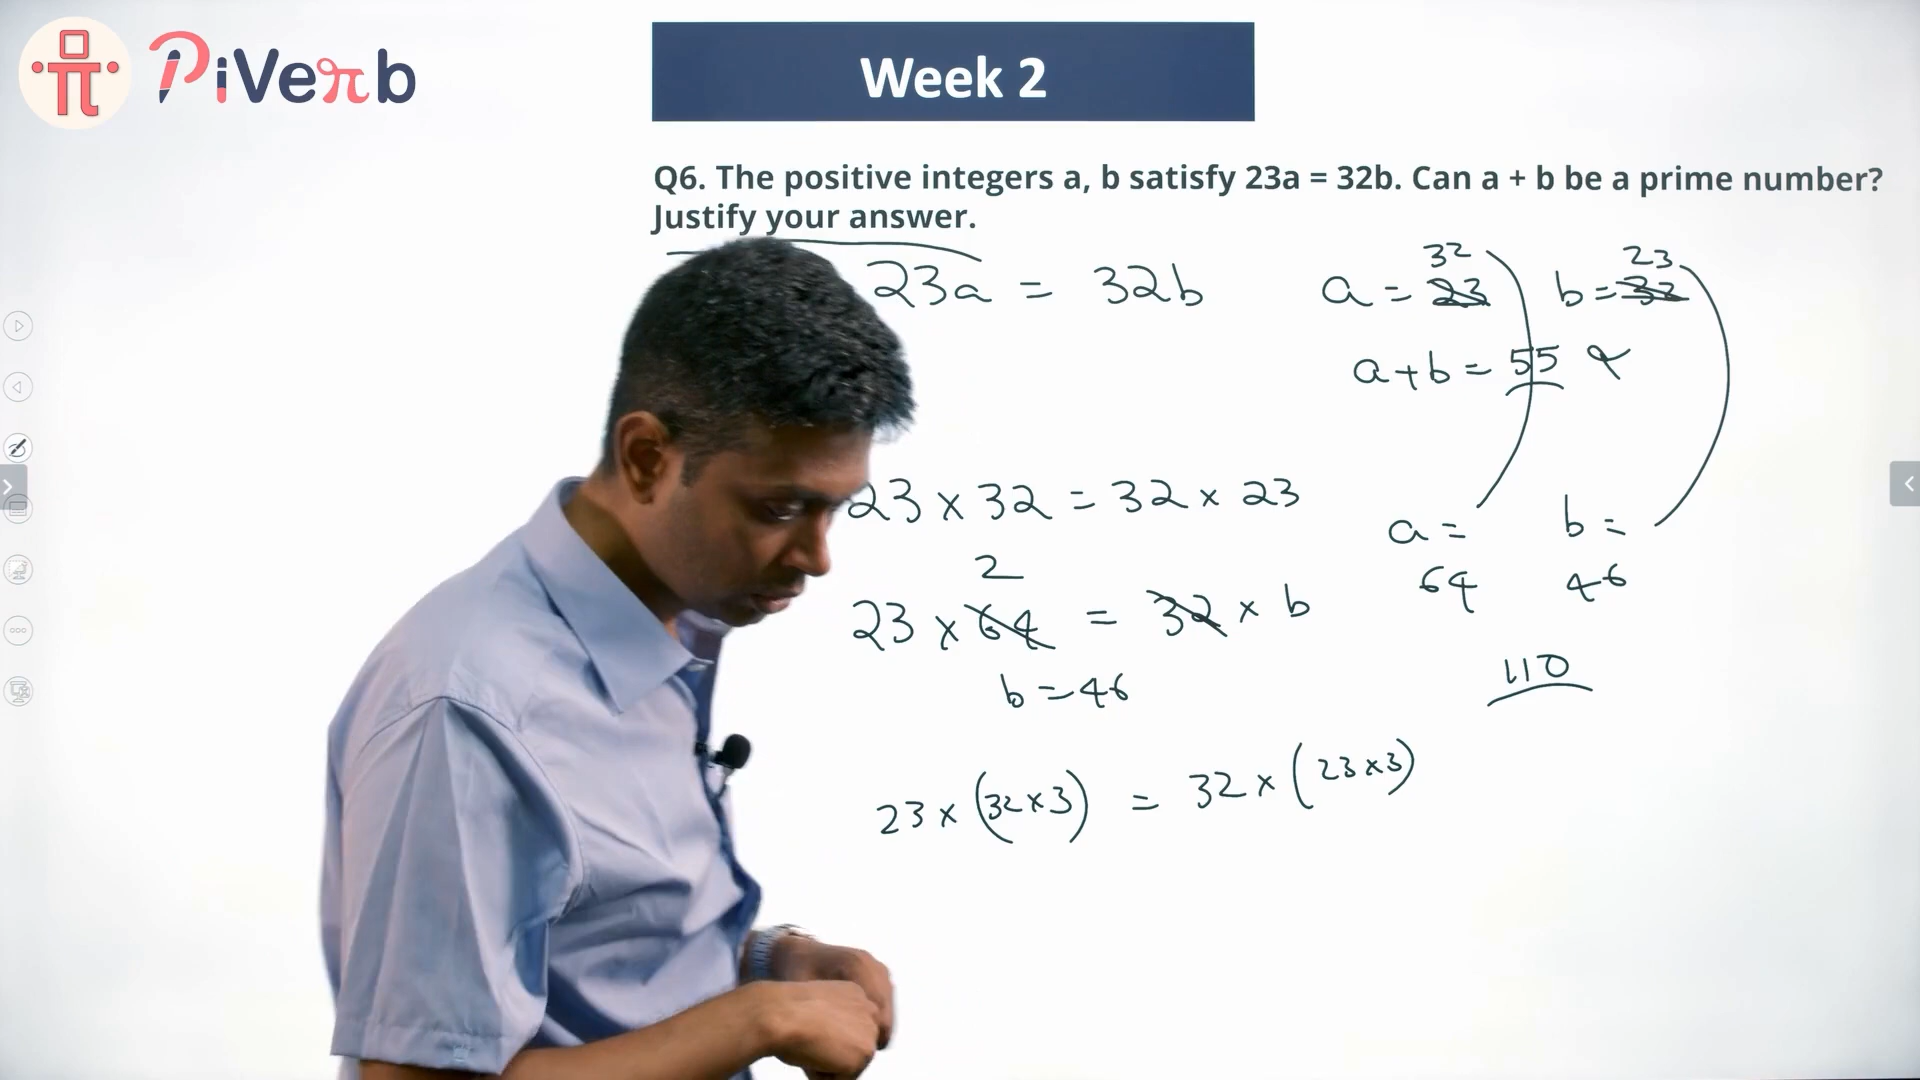 PiVerb
Week 2
Q6. The positive integers a, b satisfy 23a = 32b. Can a + b be a prime number?
Justify your answer.
23a = 32b
32 23
a = 23 b = 32
a+b = 55
23 x 32 = 32 x 23
a = b =
2
64 46
23 x 64 = 32 x b
110
b = 46
23 x (32x3) = 32 x (23x3)